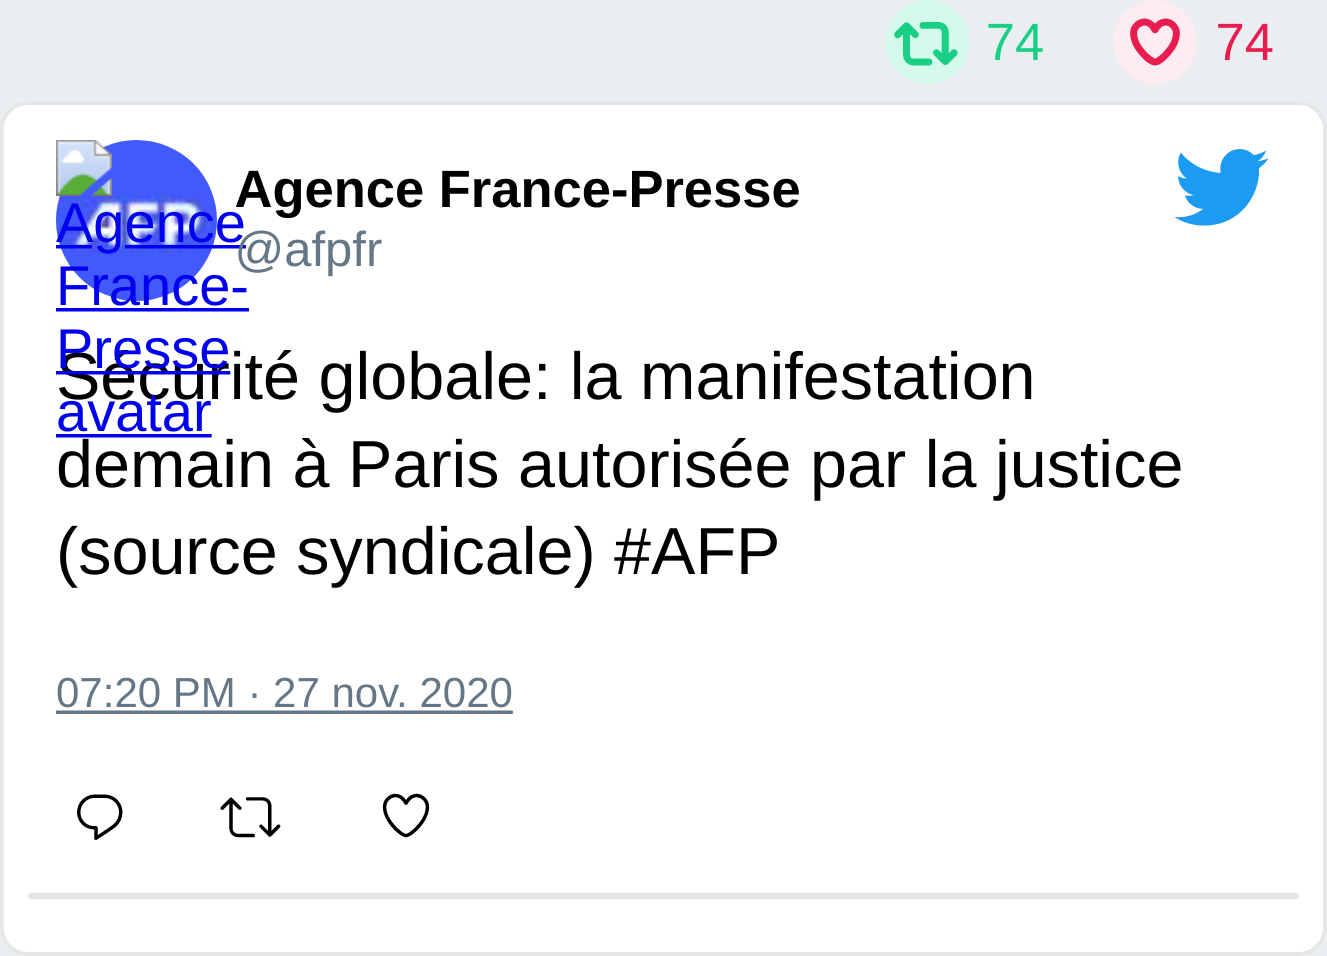 74 74
Agence France-Presse
@afpfr
Agence
France-
Presse
avatar
Sécurité globale: la manifestation
demain à Paris autorisée par la justice
(source syndicale) #AFP
07:20 PM · 27 nov. 2020